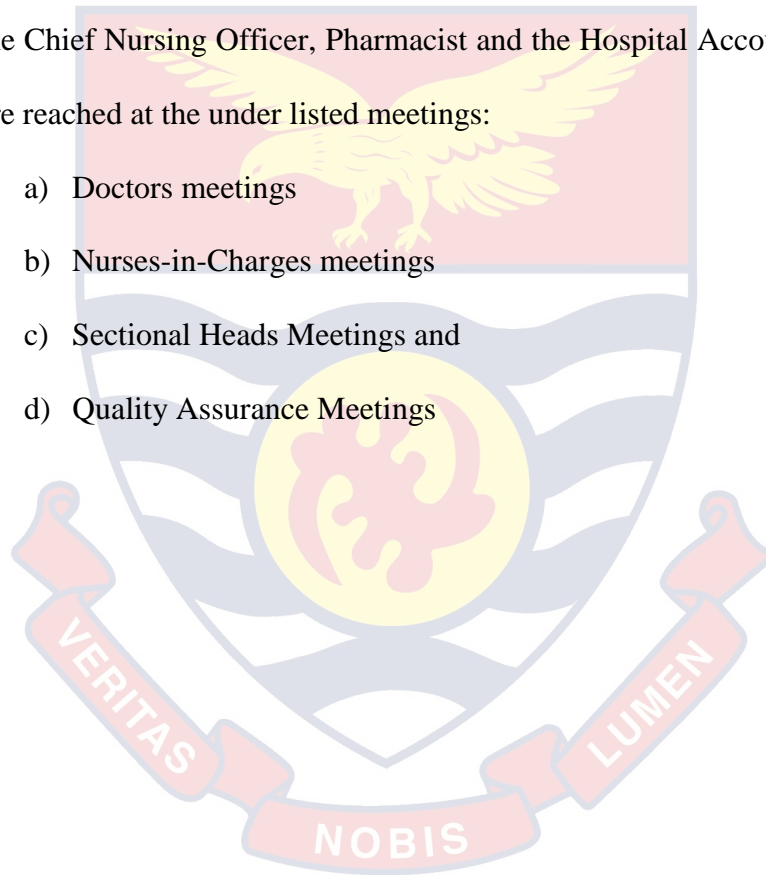 Chief Nursing Officer, Pharmacist and the Hospital
reached at the under listed meetings:
a) Doctors meetings
b) Nurses-in-Charges meetings
c) Sectional Heads Meetings and
d) Quality Assurance Meetings
VERITAS
NOBIS
LUMEN